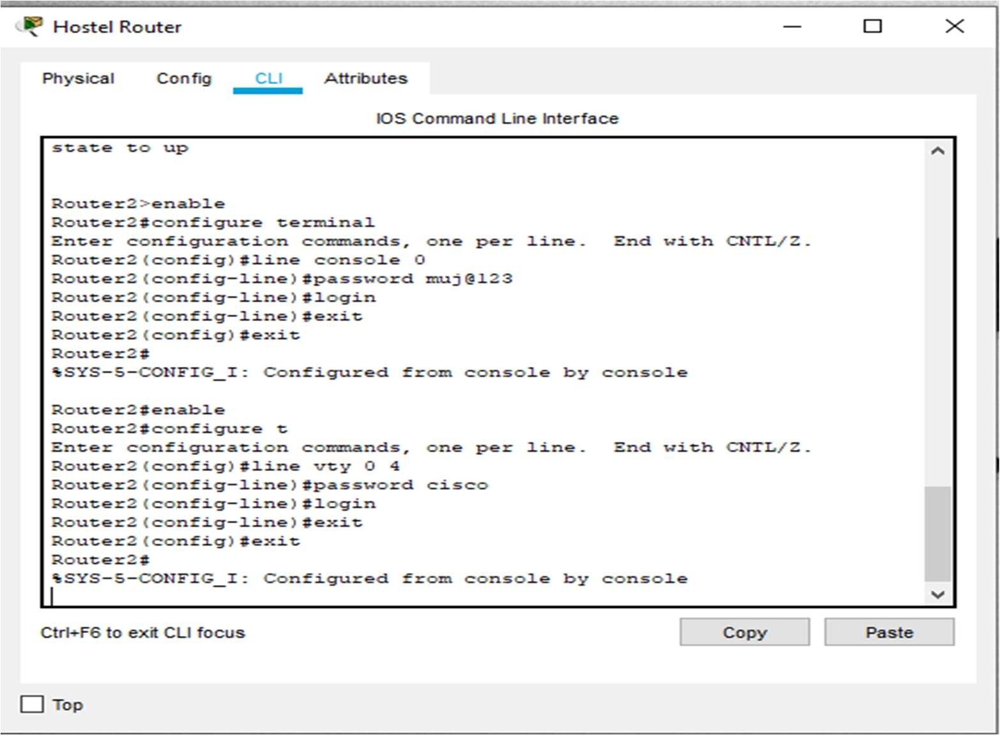 Hostel Router
Physical Config CLI Attributes
IOS Command Line Interface
state to up
Router2>enable
Router2#configure terminal
Enter configuration commands, one per line.  End with CNTL/Z.
Router2(config)#line console 0
Router2(config-line)#password muj@123
Router2(config-line)#login
Router2(config-line)#exit
Router2(config)#exit
Router2#
%SYS-5-CONFIG_I: Configured from console by console
Router2#enable
Router2#configure t
Enter configuration commands, one per line.  End with CNTL/Z.
Router2(config)#line vty 0 4
Router2(config-line)#password cisco
Router2(config-line)#login
Router2(config-line)#exit
Router2(config)#exit
Router2#
%SYS-5-CONFIG_I: Configured from console by console
Ctrl+F6 to exit CLI focus Copy Paste
Top